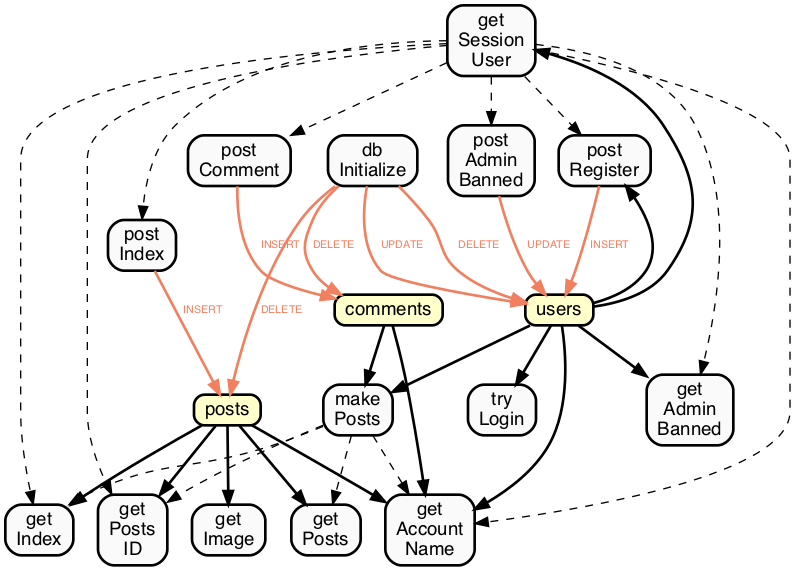 get
Session
User
post
Comment
db
Initialize
post
Admin
Banned
post
Register
post
Index
INSERT
DELETE
UPDATE
DELETE
UPDATE
INSERT
INSERT
DELETE
comments
users
make
Posts
try
Login
get
Admin
Banned
posts
get
Index
get
Posts
ID
get
Image
get
Posts
get
Account
Name